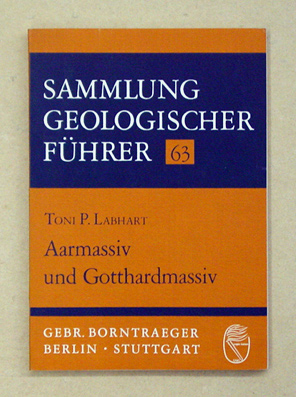 SAMMLUNG
GEOLOGISCHER
FÜHRER 63
TONI P. LABHART
Aarmassiv
und Gotthardmassiv
GEBR. BORNTRAEGER
BERLIN · STUTTGART